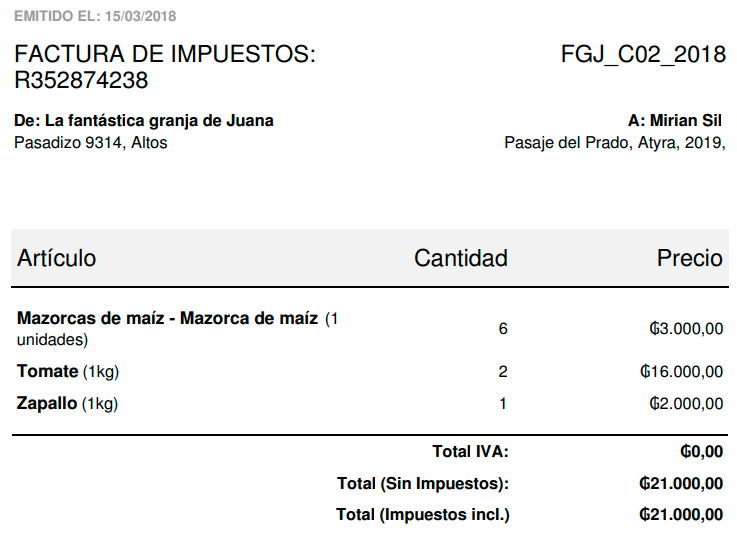 EMITIDO EL: 15/03/2018
FACTURA DE IMPUESTOS:
R352874238
FGJ_C02_2018
De: La fantástica granja de Juana
Pasadizo 9314, Altos
A: Mirian Sil
Pasaje del Prado, Atyra, 2019,
Artículo Cantidad Precio
Mazorcas de maíz - Mazorca de maíz (1
unidades) 6 ₲3.000,00
Tomate (1kg) 2 ₲16.000,00
Zapallo (1kg) 1 ₲2.000,00
Total IVA: ₲0,00
Total (Sin Impuestos): ₲21.000,00
Total (Impuestos incl.) ₲21.000,00